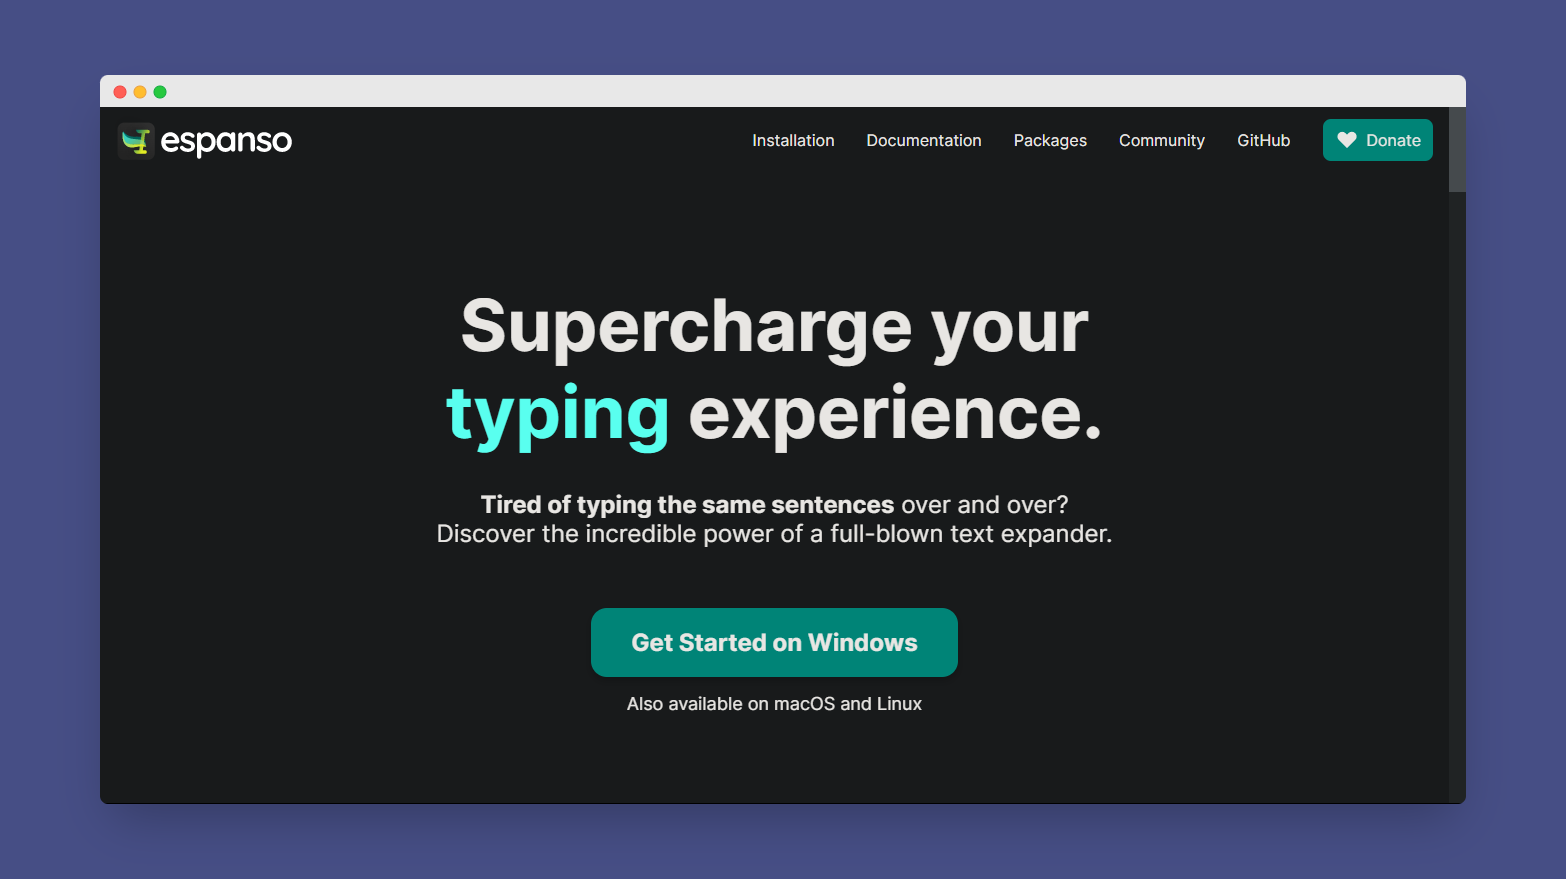 espanso
Installation
Documentation
Packages
Community
GitHub
Donate
Supercharge your
typing experience.
Tired of typing the same sentences over and over?
Discover the incredible power of a full-blown text expander.
Get Started on Windows
Also available on macOS and Linux